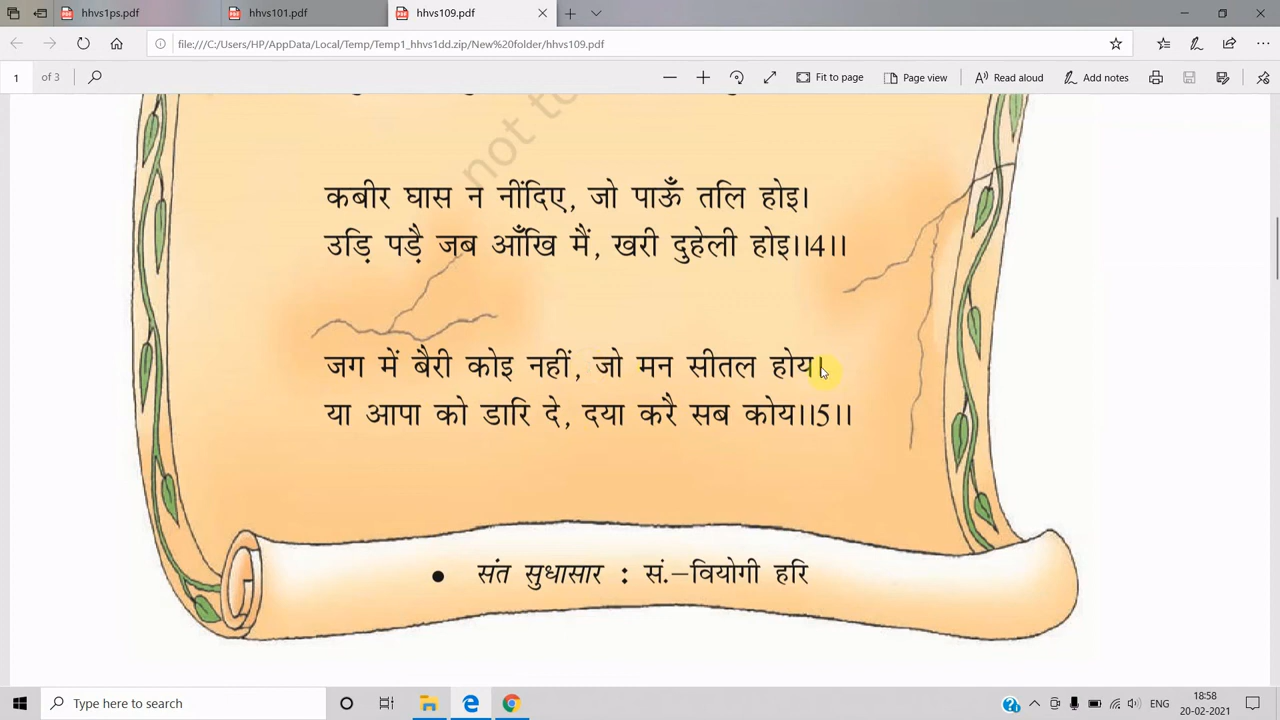 hhvs1ps.pdf
hhvs101.pdf
hhvs109.pdf
file:///C:/Users/HP/AppData/Local/Temp/Temp1_hhvs1dd.zip/New%20folder/hhvs109.pdf
1 of 3
Fit to page
Page view
Read aloud
Add notes
not to
कबीर घास न नींदिए, जो पाऊँ तलि होइ।
उड़ि पड़ै जब आँखि मैं, खरी दुहेली होइ।।4।।
जग में बैरी कोइ नहीं, जो मन सीतल होय।
या आपा को डारि दे, दया करै सब कोय।।5।।
● संत सुधासार : सं.–वियोगी हरि
Type here to search
ENG
18:58
20-02-2021